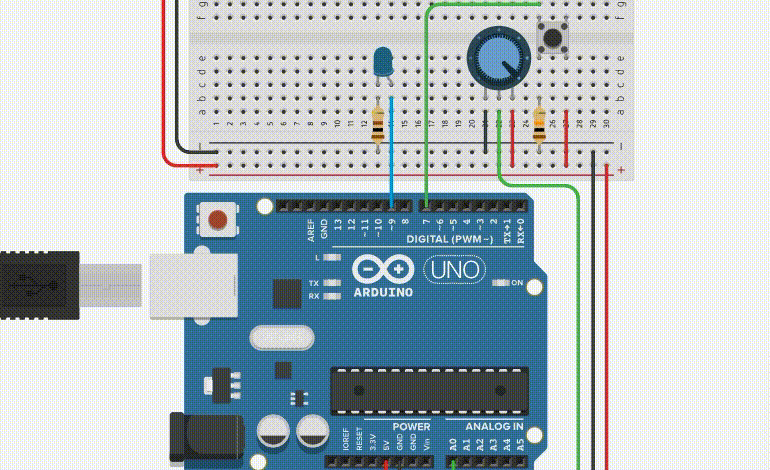 f g
f g
a b c d e
a b c d e
1 2 3 4 5 6 7 8 9 10 11 12 13 15 16 17 18 19 20 21 23 24 25 26 28 29 30
− −
+ +
AREF GND 13 12 ~11 ~10 ~9 8 7 ~6 ~5 4 ~3 2 TX→1 RX←0
DIGITAL (PWM~)
L
TX
RX
UNO
ON
ARDUINO
POWER
ANALOG IN
IOREF RESET 3.3V 5V GND GND Vin A0 A1 A2 A3 A4 A5